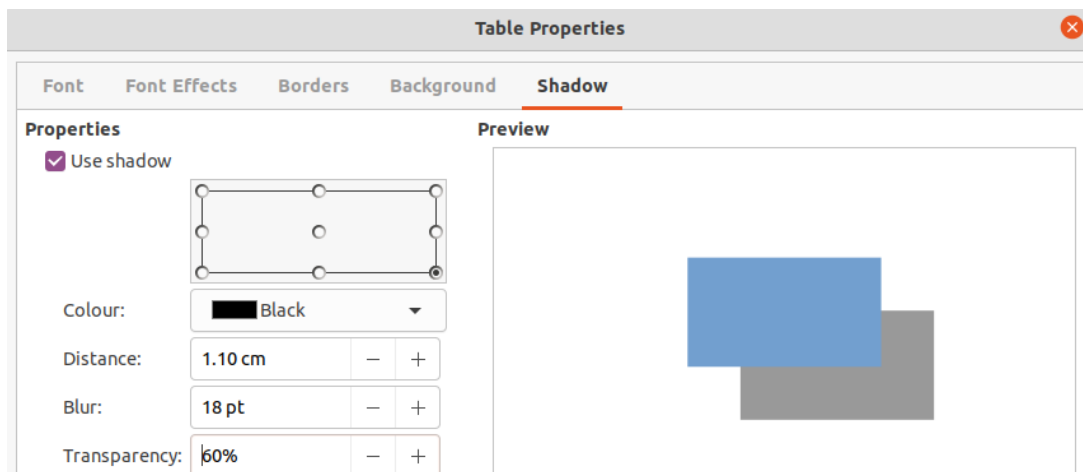 Table Properties
Font Font Effects Borders Background Shadow
Properties
Preview
Use shadow
Colour: Black
Distance: 1.10 cm
Blur: 18 pt
Transparency: 60%